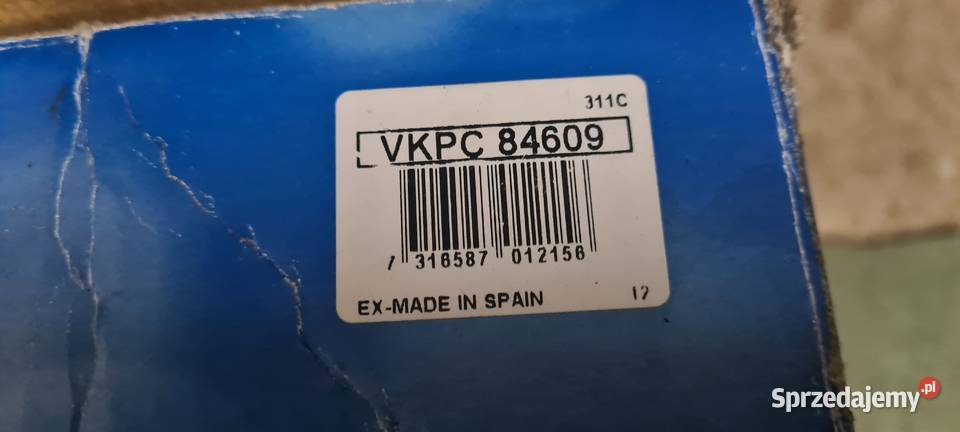 311C
VKPC 84609
7 316587 012156
EX-MADE IN SPAIN 12
Sprzedajemy.pl